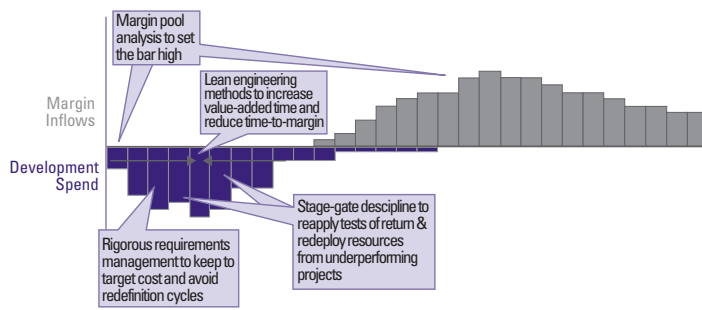 Margin pool
analysis to set
the bar high
Lean engineering
methods to increase
value-added time and
reduce time-to-margin
Margin
Inflows
Development
Spend
Rigorous requirements
management to keep to
target cost and avoid
redefinition cycles
Stage-gate descipline to
reapply tests of return &
redeploy resources
from underperforming
projects